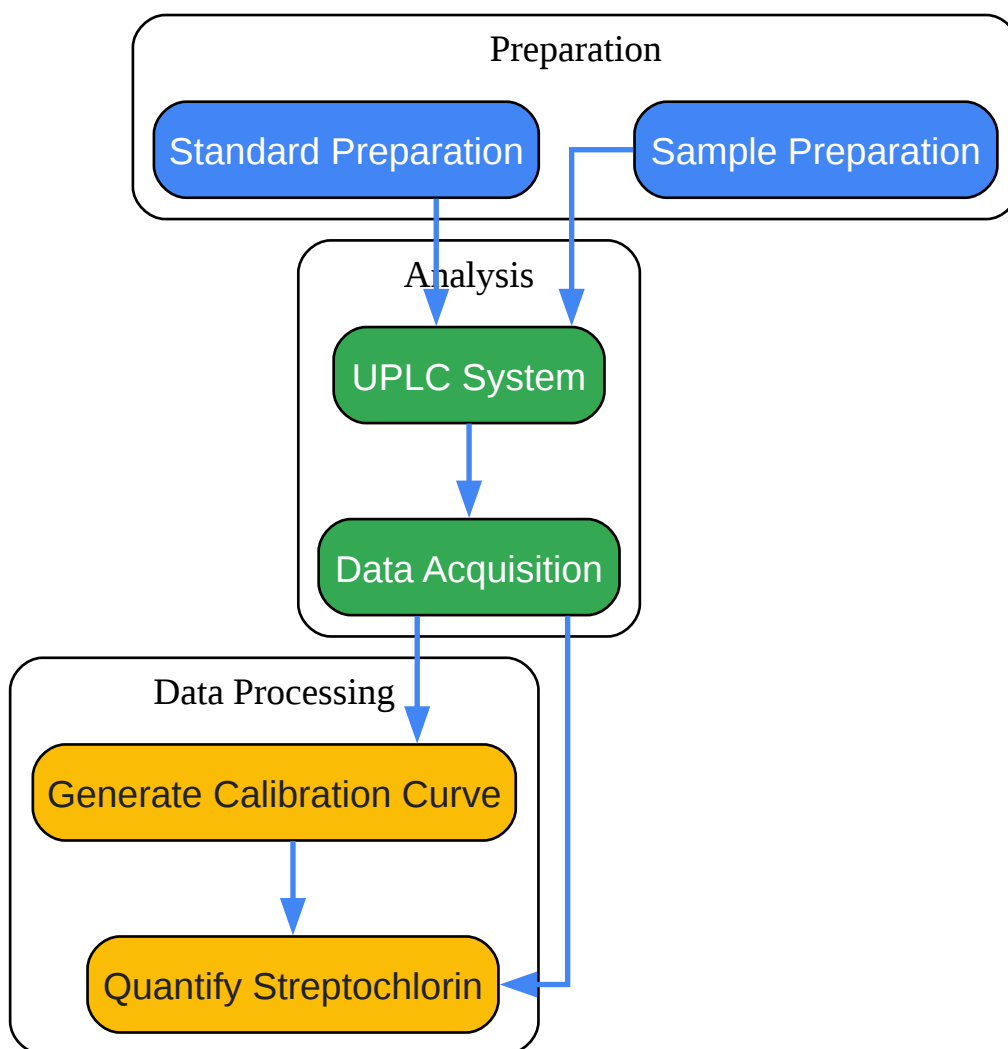 Preparation
Standard Preparation
Sample Preparation
Analysis
UPLC System
Data Acquisition
Data Processing
Generate Calibration Curve
Quantify Streptochlorin